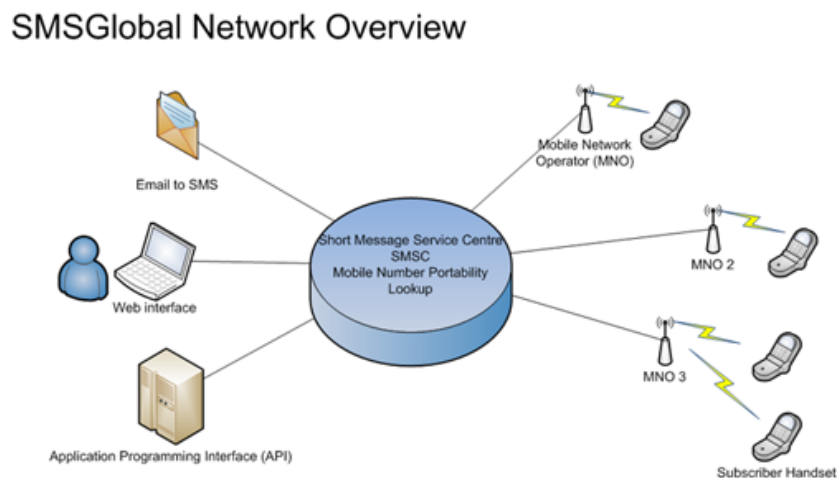 SMSGlobal Network Overview
Email to SMS
Web interface
Application Programming Interface (API)
Short Message Service Centre
SMSC
Mobile Number Portability
Lookup
Mobile Network
Operator (MNO)
MNO 2
MNO 3
Subscriber Handset